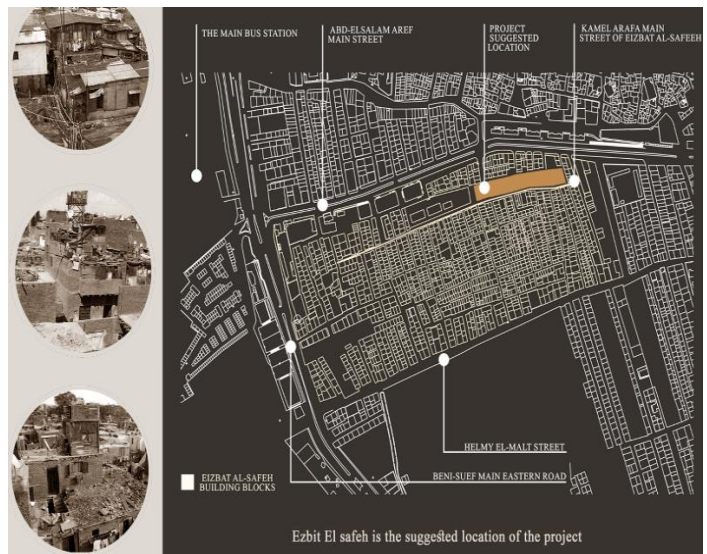 THE MAIN BUS STATION
ABD-ELSALAM AREF
MAIN STREET
PROJECT
SUGGESTED
LOCATION
KAMEL ARAFA MAIN
STREET OF EIZBAT AL-SAFEEH
HELMY EL-MALT STREET
BENI-SUEF MAIN EASTERN ROAD
EIZBAT AL-SAFEH
BUILDING BLOCKS
Ezbit El safeh is the suggested location of the project